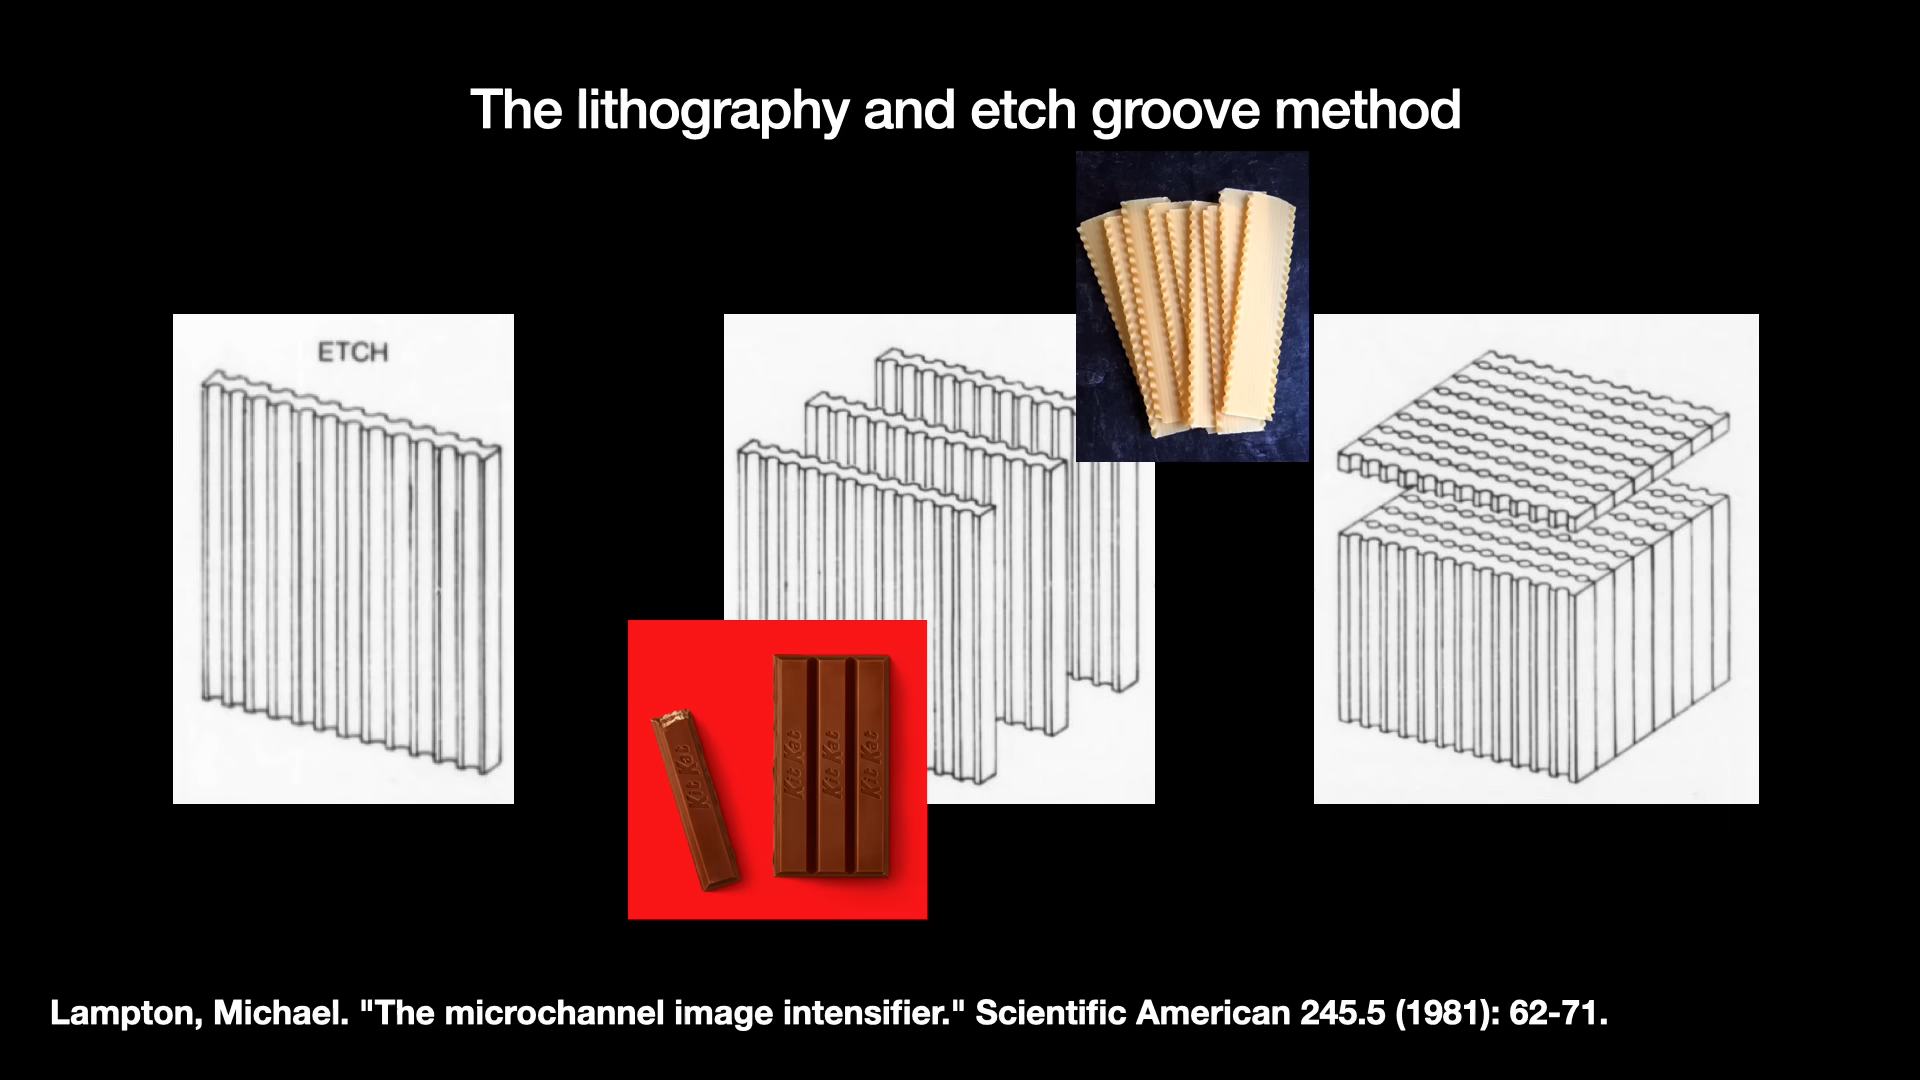 The lithography and etch groove method
ETCH
Kit Kat
Kit Kat
Kit Kat
Kit Kat
Lampton, Michael. "The microchannel image intensifier." Scientific American 245.5 (1981): 62-71.